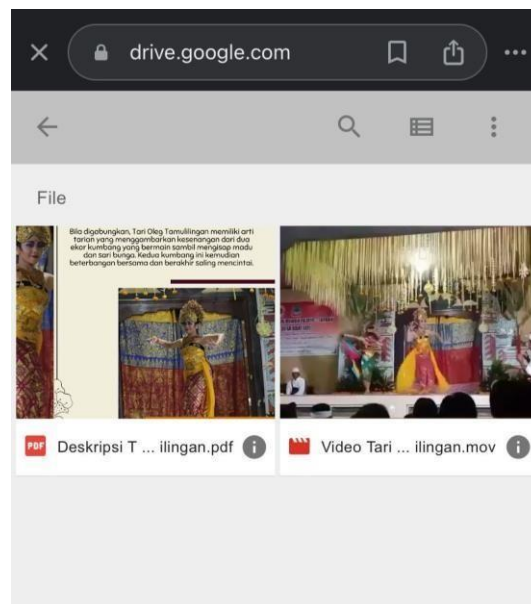 drive.google.com
File
Bila digabungkan, Tari Oleg Tamulilingan memiliki arti
tarian yang menggambarkan kesenangan dari dua
ekor kumbang yang bermain sambil mengisap madu
dan sari bunga. Kedua kumbang ini kemudian
beterbangan bersama dan berakhir saling mencintai.
PDF
Deskripsi T ... ilingan.pdf
Video Tari ... ilingan.mov